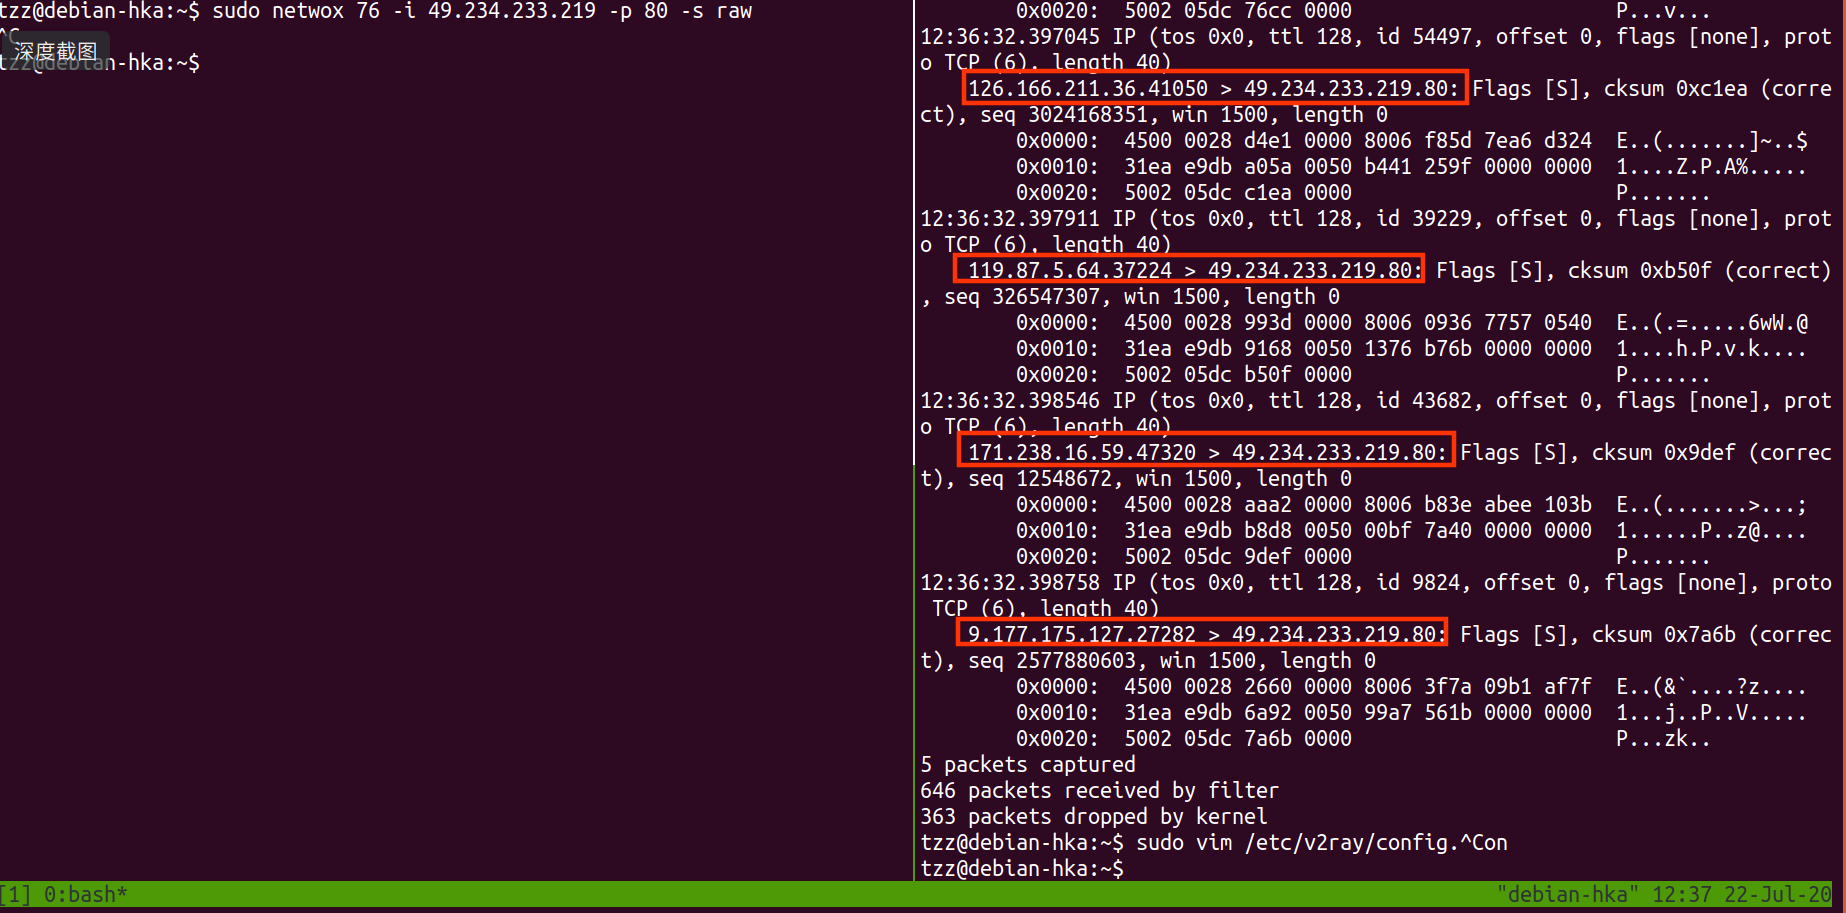 tzz@debian-hka:~$ sudo netwox 76 -i 49.234.233.219 -p 80 -s raw
^C
深度截图
tzz@debian-hka:~$
0x0020:  5002 05dc 76cc 0000                      P...v...
12:36:32.397045 IP (tos 0x0, ttl 128, id 54497, offset 0, flags [none], prot
o TCP (6), length 40)
126.166.211.36.41050 > 49.234.233.219.80: Flags [S], cksum 0xc1ea (corre
ct), seq 3024168351, win 1500, length 0
0x0000:  4500 0028 d4e1 0000 8006 f85d 7ea6 d324  E..(.......]~..$
0x0010:  31ea e9db a05a 0050 b441 259f 0000 0000  1....Z.P.A%.....
0x0020:  5002 05dc c1ea 0000                      P.......
12:36:32.397911 IP (tos 0x0, ttl 128, id 39229, offset 0, flags [none], prot
o TCP (6), length 40)
119.87.5.64.37224 > 49.234.233.219.80: Flags [S], cksum 0xb50f (correct)
, seq 326547307, win 1500, length 0
0x0000:  4500 0028 993d 0000 8006 0936 7757 0540  E..(.=.....6wW.@
0x0010:  31ea e9db 9168 0050 1376 b76b 0000 0000  1....h.P.v.k....
0x0020:  5002 05dc b50f 0000                      P.......
12:36:32.398546 IP (tos 0x0, ttl 128, id 43682, offset 0, flags [none], prot
o TCP (6), length 40)
171.238.16.59.47320 > 49.234.233.219.80: Flags [S], cksum 0x9def (correc
t), seq 12548672, win 1500, length 0
0x0000:  4500 0028 aaa2 0000 8006 b83e abee 103b  E..(.......>...;
0x0010:  31ea e9db b8d8 0050 00bf 7a40 0000 0000  1......P..z@....
0x0020:  5002 05dc 9def 0000                      P.......
12:36:32.398758 IP (tos 0x0, ttl 128, id 9824, offset 0, flags [none], proto
TCP (6), length 40)
9.177.175.127.27282 > 49.234.233.219.80: Flags [S], cksum 0x7a6b (correc
t), seq 2577880603, win 1500, length 0
0x0000:  4500 0028 2660 0000 8006 3f7a 09b1 af7f  E..(&`....?z....
0x0010:  31ea e9db 6a92 0050 99a7 561b 0000 0000  1...j..P..V.....
0x0020:  5002 05dc 7a6b 0000                      P...zk..
5 packets captured
646 packets received by filter
363 packets dropped by kernel
tzz@debian-hka:~$ sudo vim /etc/v2ray/config.^Con
tzz@debian-hka:~$
[1] 0:bash*                    "debian-hka" 12:37 22-Jul-20